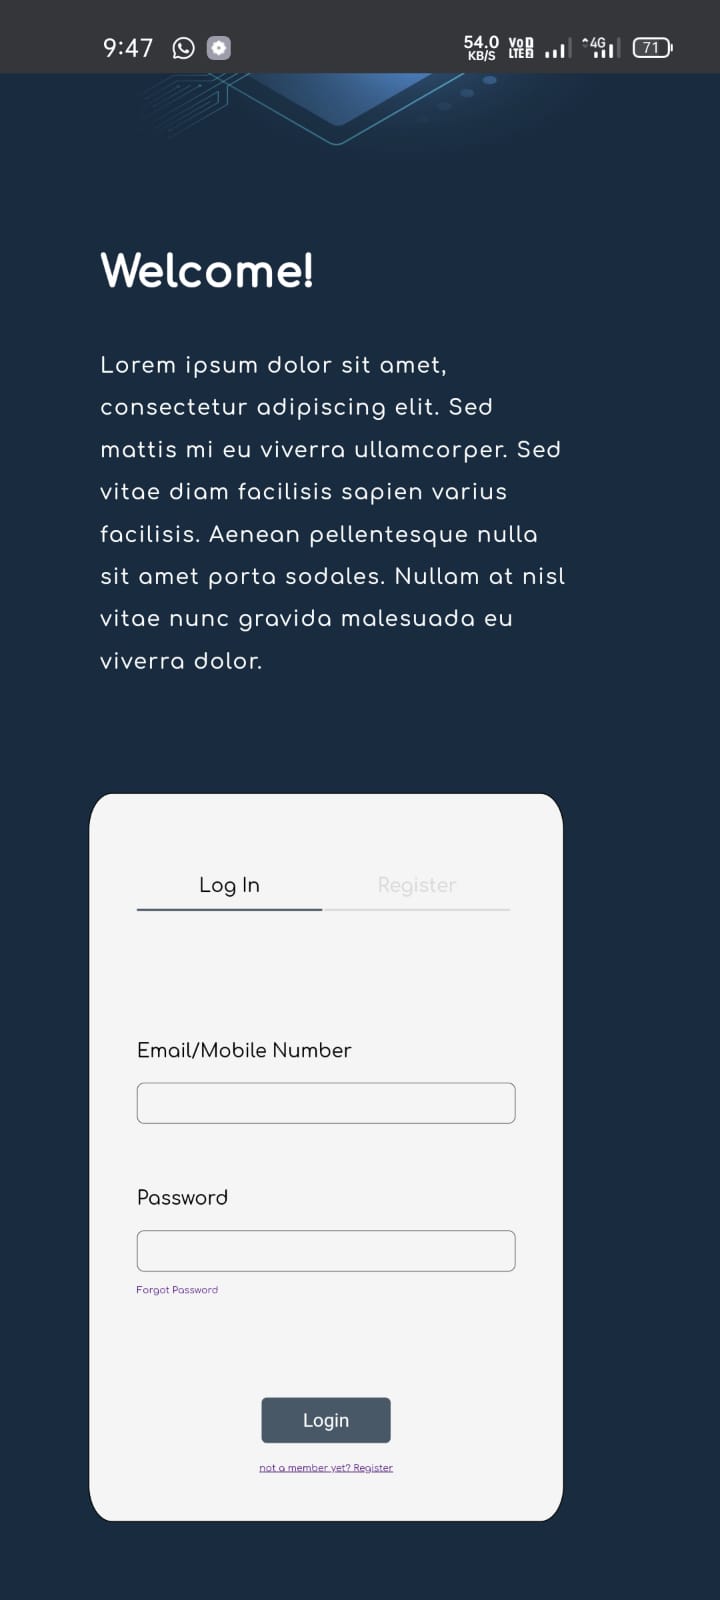 9:47
54.0 KB/S VoD LTE2 4G 71
Welcome!
Lorem ipsum dolor sit amet,
consectetur adipiscing elit. Sed
mattis mi eu viverra ullamcorper. Sed
vitae diam facilisis sapien varius
facilisis. Aenean pellentesque nulla
sit amet porta sodales. Nullam at nisl
vitae nunc gravida malesuada eu
viverra dolor.
Log In Register
Email/Mobile Number
Password
Forgot Password
Login
not a member yet? Register